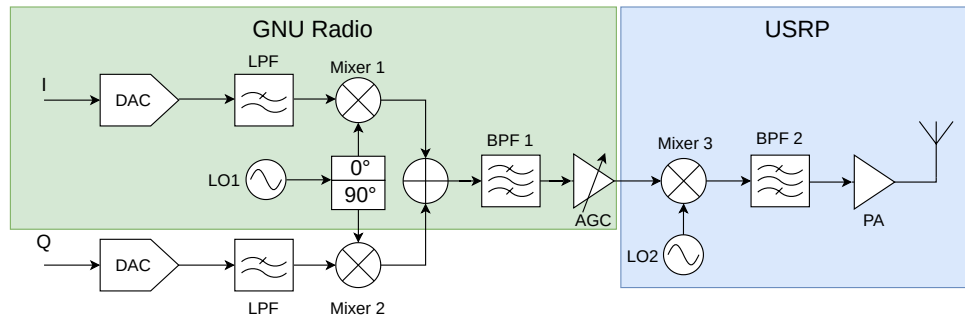 GNU Radio
USRP
I
DAC
LPF
Mixer 1
LO1
0°
90°
BPF 1
AGC
Mixer 3
LO2
BPF 2
PA
Q
DAC
LPF
Mixer 2